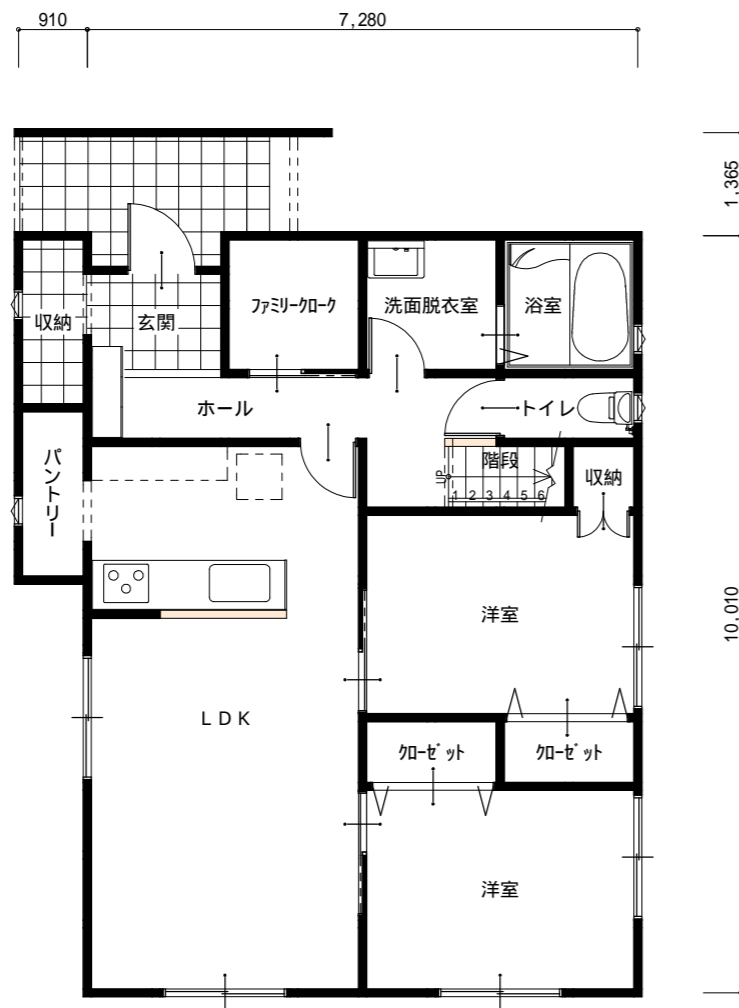 910
7,280
1,365
収納
玄関
ﾌｧﾐﾘｰｸﾛｰｸ
洗面脱衣室
浴室
ホール
トイレ
パントリー
階段
収納
UP
1 2 3 4 5 6
洋室
10,010
LDK
ｸﾛｰｾﾞｯﾄ
ｸﾛｰｾﾞｯﾄ
洋室